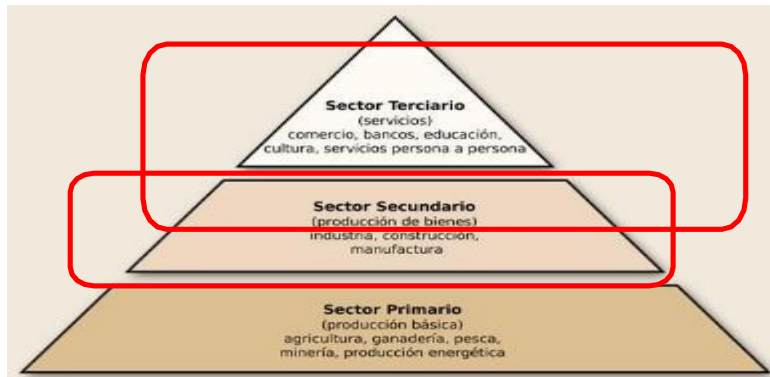 Sector Terciario
(servicios)
comercio, bancos, educación,
cultura, servicios persona a persona
Sector Secundario
(producción de bienes)
industria, construcción,
manufactura
Sector Primario
(producción básica)
agricultura, ganadería, pesca,
minería, producción energética